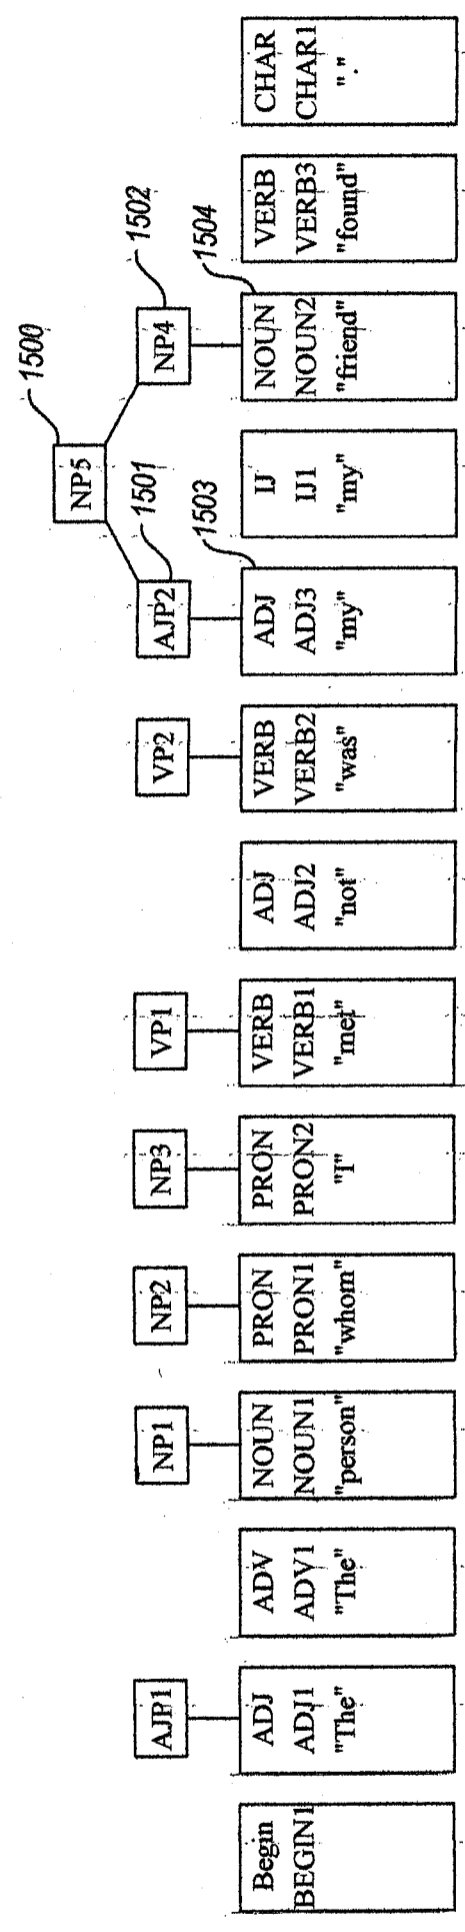 1500
NP5
1501
1502
AJP1
NP1
NP2
NP3
VP1
VP2
AJP2
NP4
1503
1504
Begin
BEGIN1
ADJ
ADJ1
"The"
ADV
ADV1
"The"
NOUN
NOUN1
"person"
PRON
PRON1
"whom"
PRON
PRON2
"I"
VERB
VERB1
"met"
ADJ
ADJ2
"not"
VERB
VERB2
"was"
ADJ
ADJ3
"my"
IJ
IJ1
"my"
NOUN
NOUN2
"friend"
VERB
VERB3
"found"
CHAR
CHAR1
"."